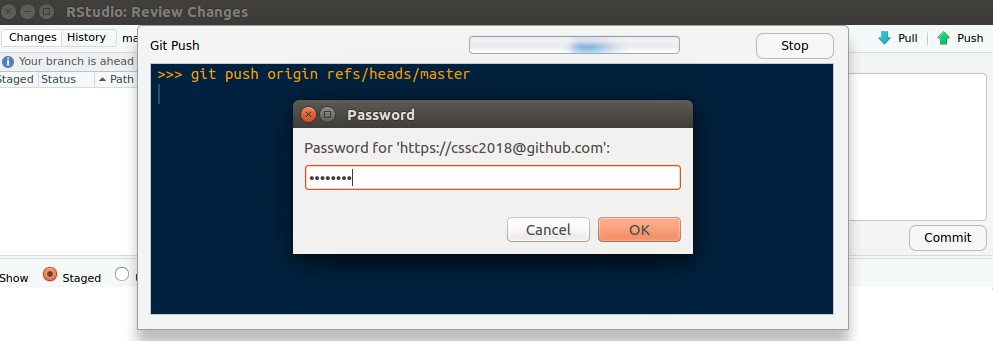 RStudio: Review Changes
Changes History ma
Pull Push
Your branch is ahead
Staged Status Path
Git Push
Stop
>>> git push origin refs/heads/master
Password
Password for 'https://cssc2018@github.com':
••••••••
Cancel OK
Commit
Show Staged